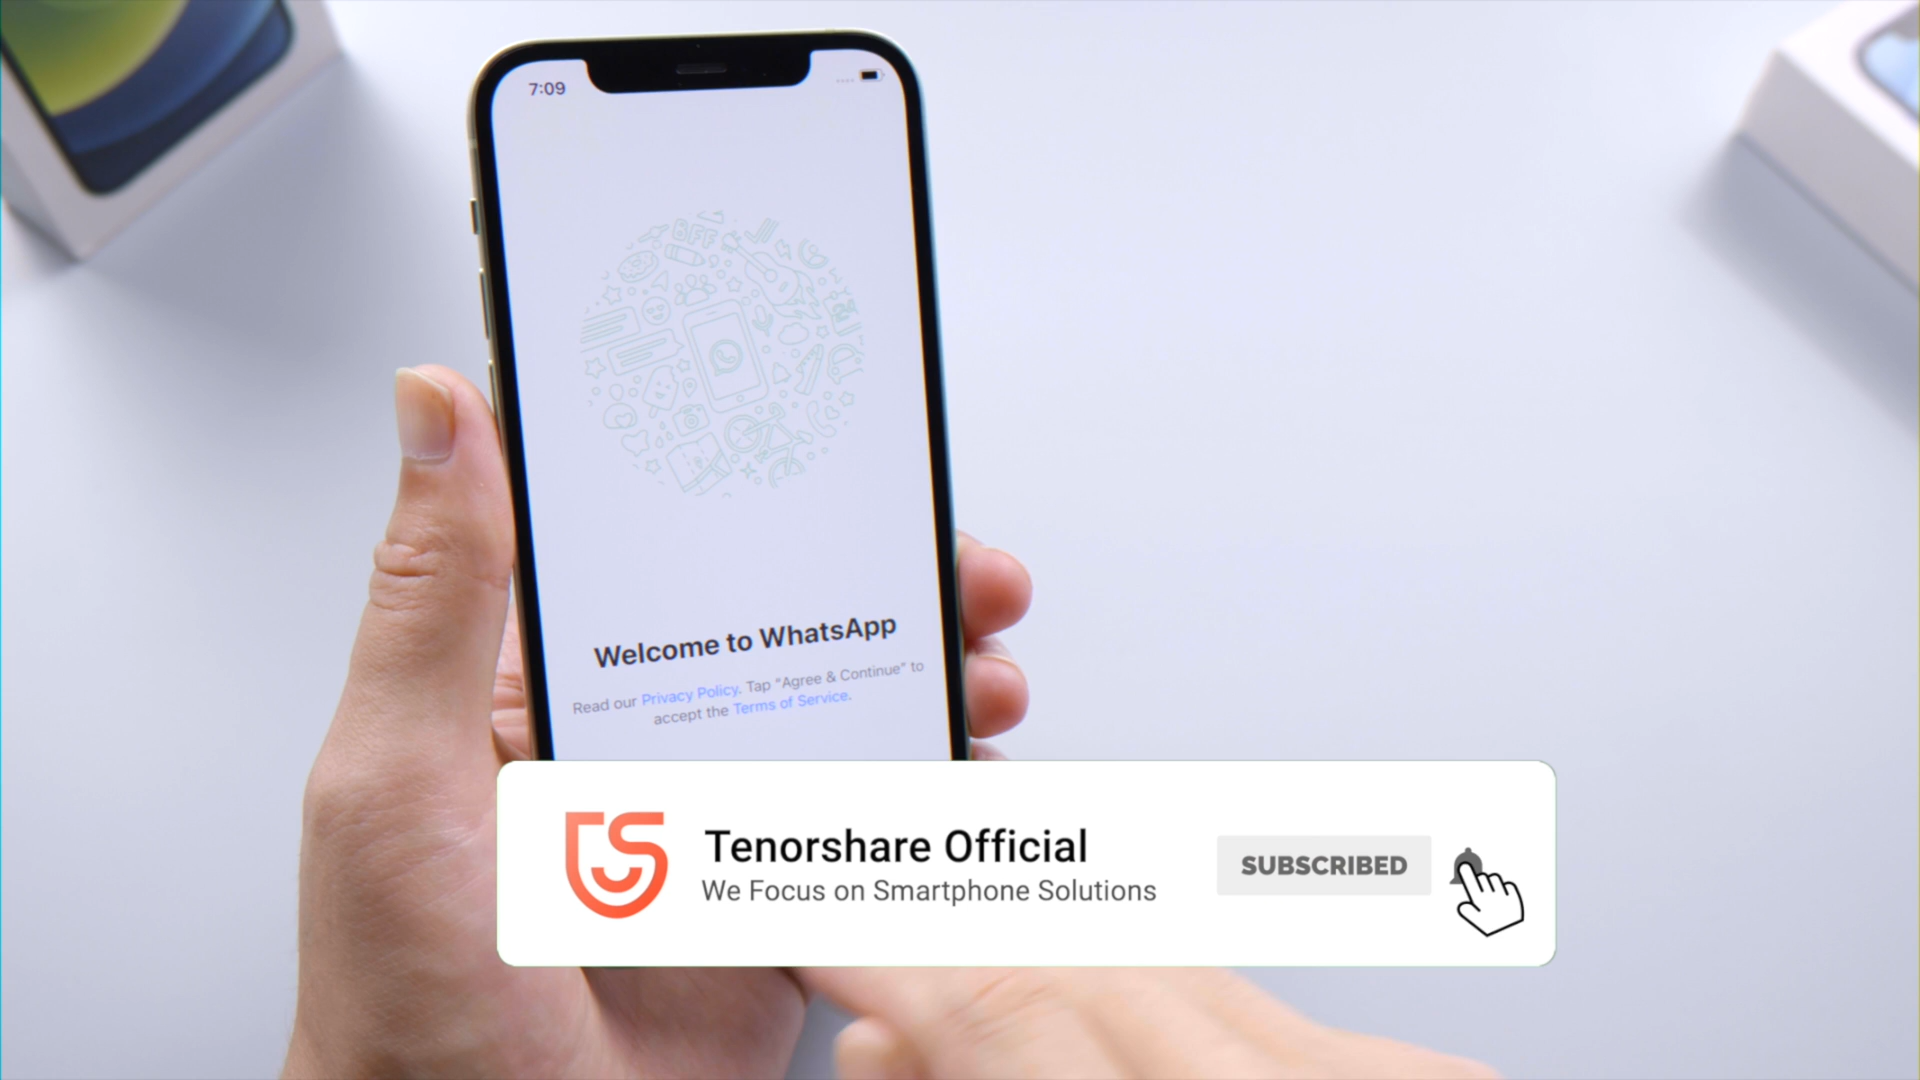 7:09
BFF
Welcome to WhatsApp
Read our Privacy Policy. Tap “Agree & Continue” to
accept the Terms of Service.
Tenorshare Official
We Focus on Smartphone Solutions
SUBSCRIBED